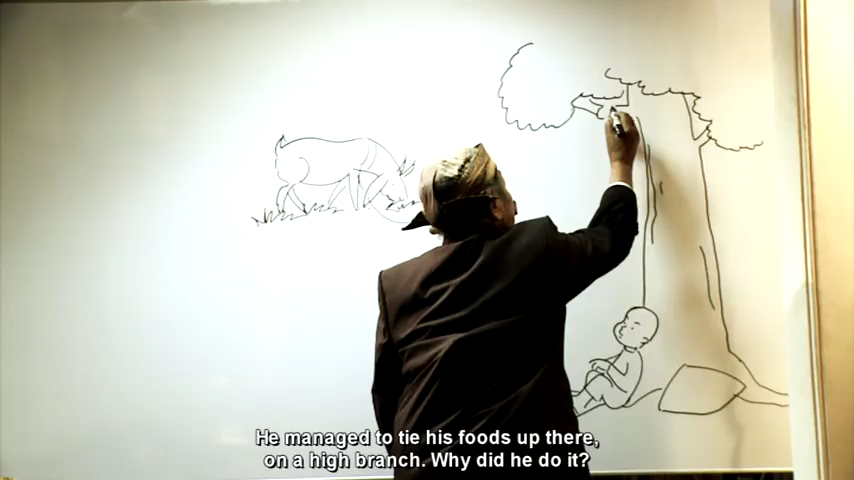 He managed to tie his foods up there,
on a high branch. Why did he do it?